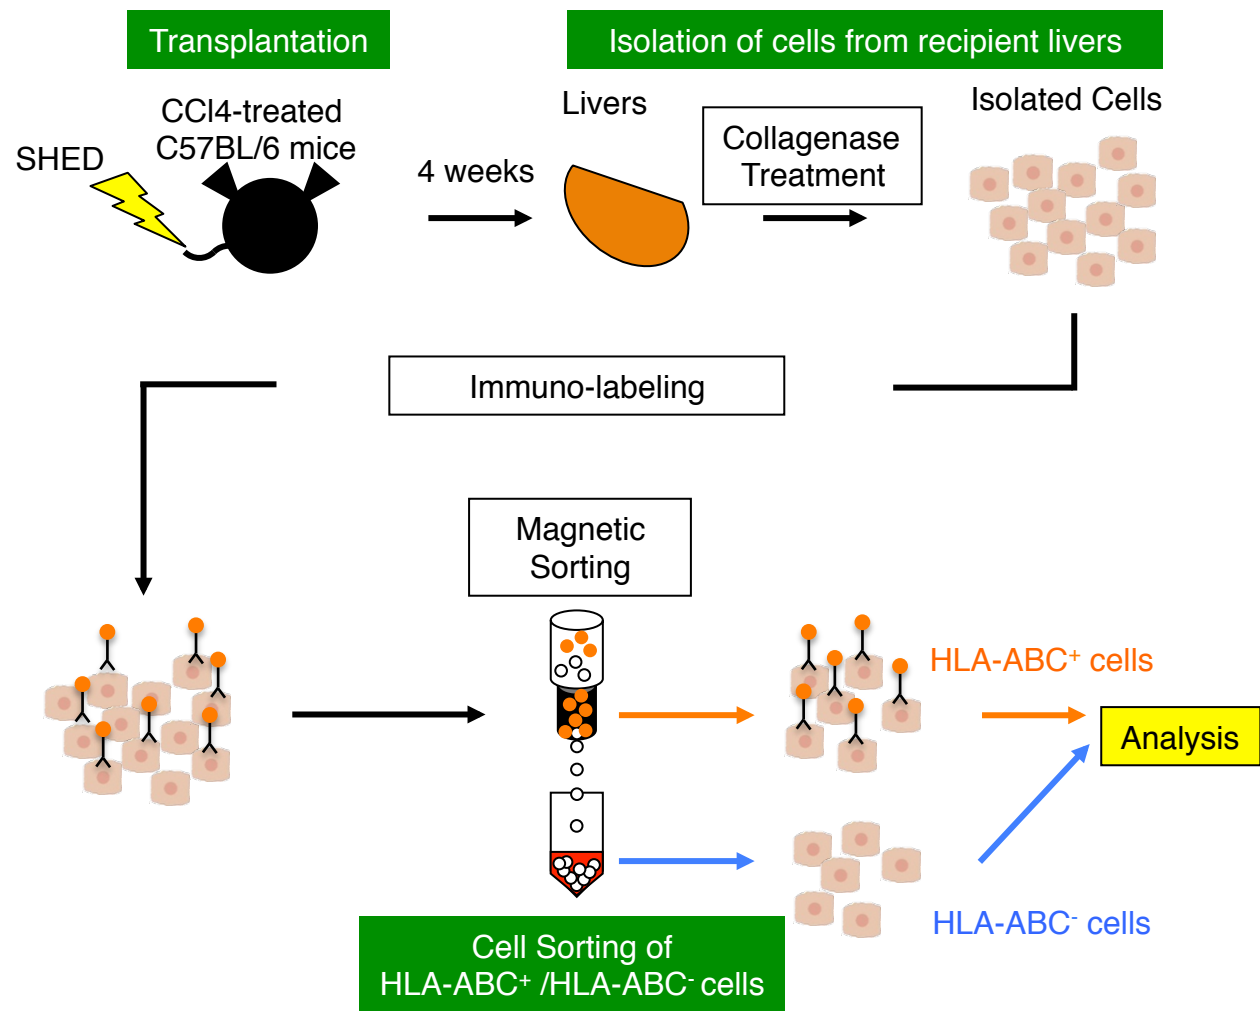 Transplantation
Isolation of cells from recipient livers
CCl4-treated
C57BL/6 mice
SHED
4 weeks
Livers
Collagenase
Treatment
Isolated Cells
Immuno-labeling
Magnetic
Sorting
HLA-ABC⁺ cells
Analysis
HLA-ABC⁻ cells
Cell Sorting of
HLA-ABC⁺ /HLA-ABC⁻ cells